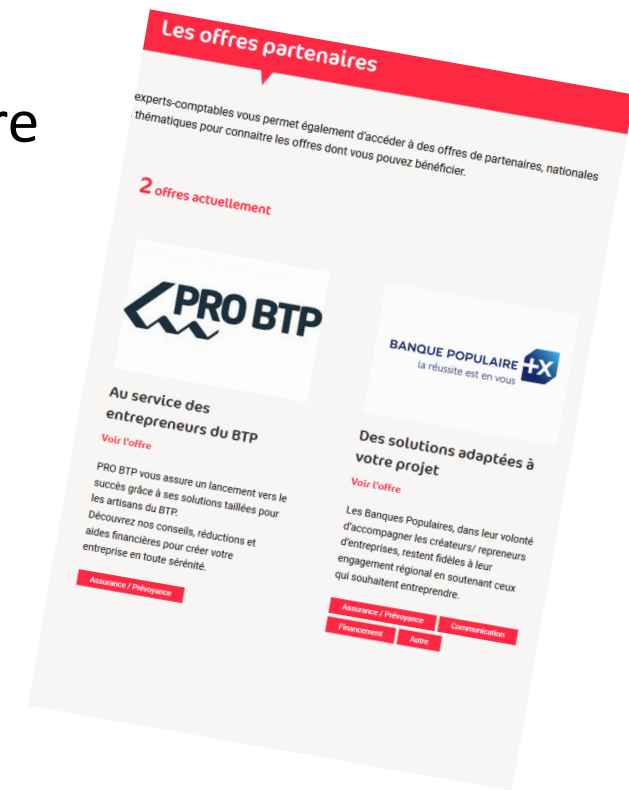 re
Les offres partenaires
experts-comptables vous permet également d'accéder à des offres de partenaires, nationales
thématiques pour connaitre les offres dont vous pouvez bénéficier.
2 offres actuellement
PRO BTP
Au service des
entrepreneurs du BTP
Voir l'offre
PRO BTP vous assure un lancement vers le
succès grâce à ses solutions taillées pour
les artisans du BTP.
Découvrez nos conseils, réductions et
aides financières pour créer votre
entreprise en toute sérénité.
Assurance / Prévoyance
BANQUE POPULAIRE +X
la réussite est en vous
Des solutions adaptées à
votre projet
Voir l'offre
Les Banques Populaires, dans leur volonté
d'accompagner les créateurs/ repreneurs
d'entreprises, restent fidèles à leur
engagement régional en soutenant ceux
qui souhaitent entreprendre.
Assurance / Prévoyance Communication
Financement Autre